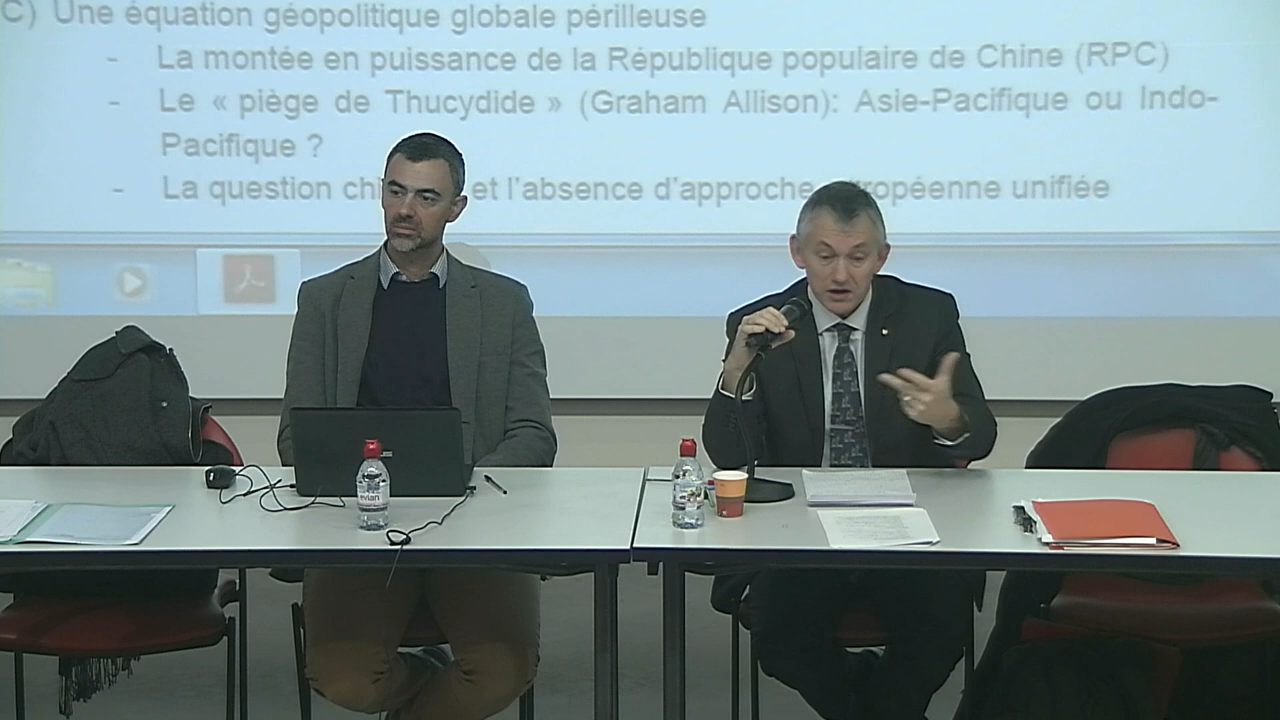 C) Une équation géopolitique globale périlleuse
- La montée en puissance de la République populaire de Chine (RPC)
- Le « piège de Thucydide » (Graham Allison): Asie-Pacifique ou Indo-
Pacifique ?
- La question et l'absence d'approche unifiée
evian